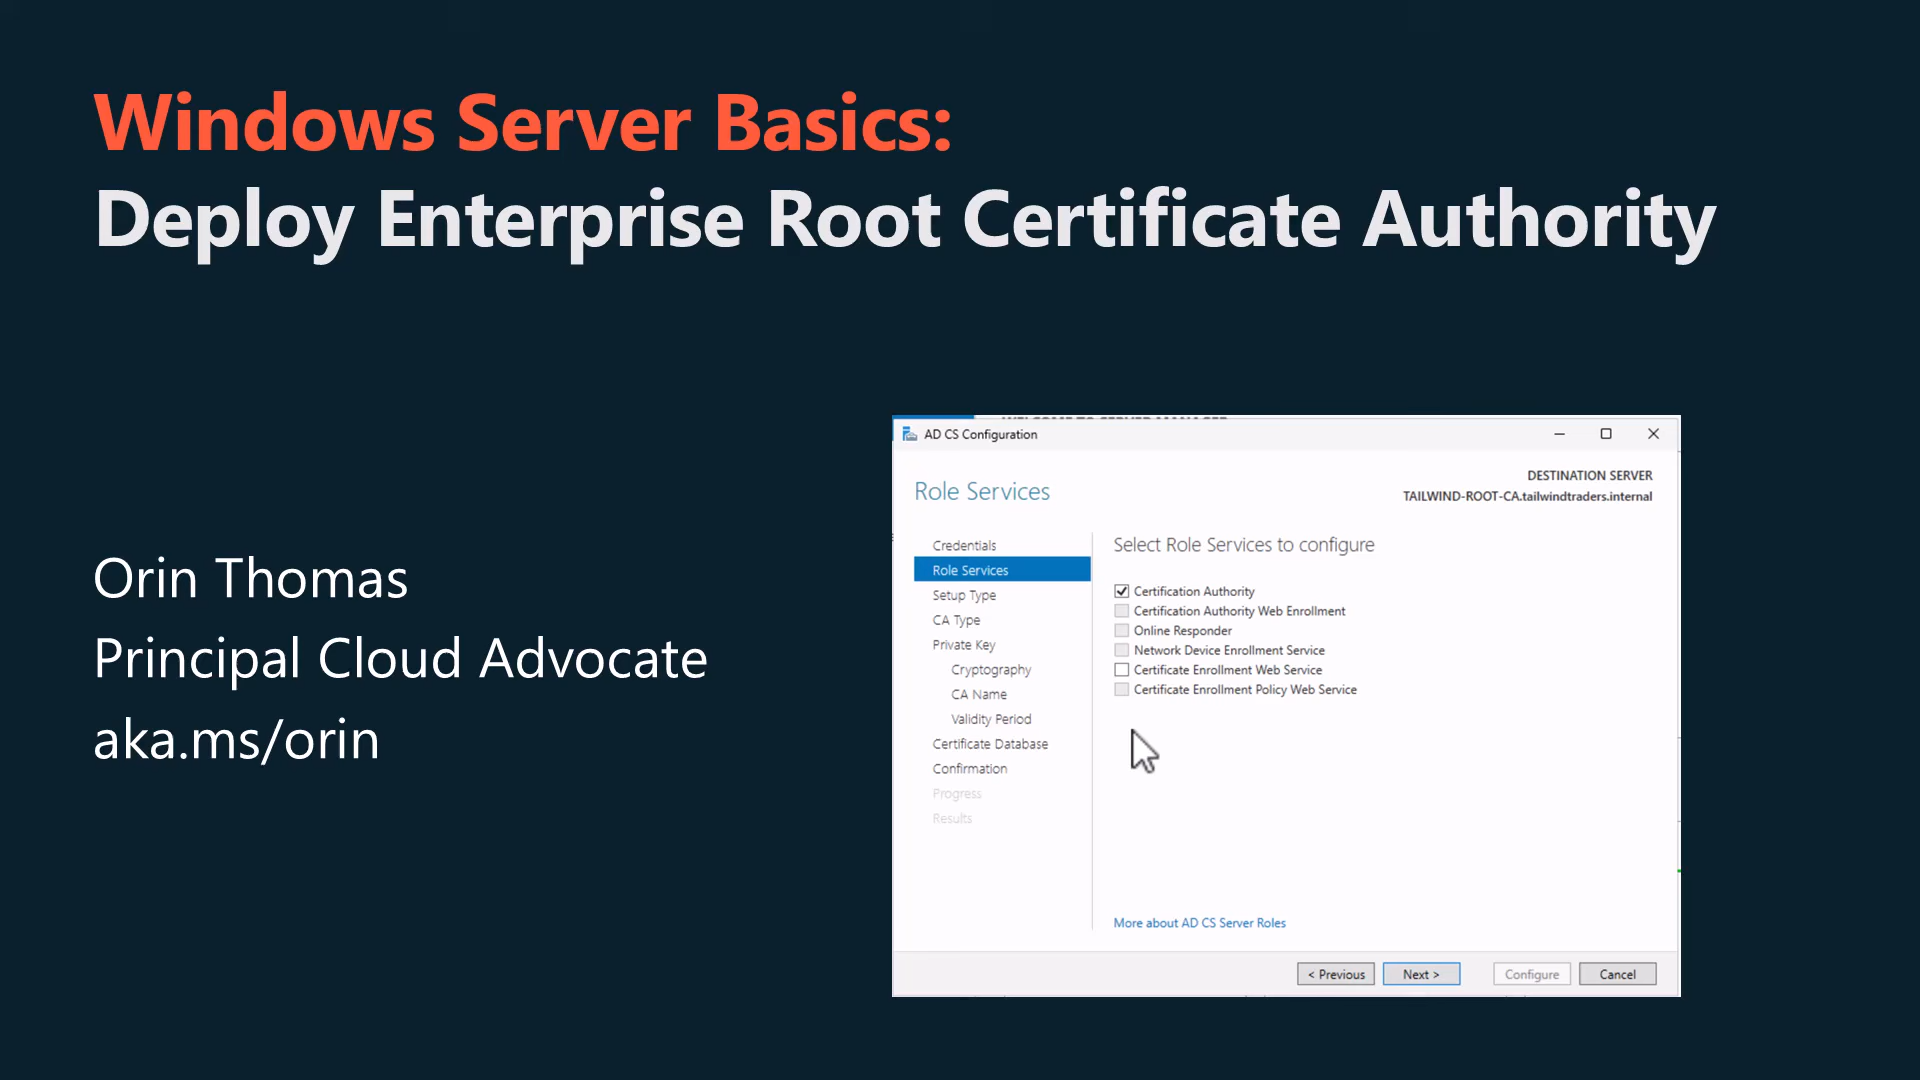 Windows Server Basics:
Deploy Enterprise Root Certificate Authority
Orin Thomas
Principal Cloud Advocate
aka.ms/orin
AD CS Configuration
Role Services
DESTINATION SERVER
TAILWIND-ROOT-CA.tailwindtraders.internal
Credentials
Role Services
Setup Type
CA Type
Private Key
Cryptography
CA Name
Validity Period
Certificate Database
Confirmation
Progress
Results
Select Role Services to configure
Certification Authority
Certification Authority Web Enrollment
Online Responder
Network Device Enrollment Service
Certificate Enrollment Web Service
Certificate Enrollment Policy Web Service
More about AD CS Server Roles
< Previous
Next >
Configure
Cancel